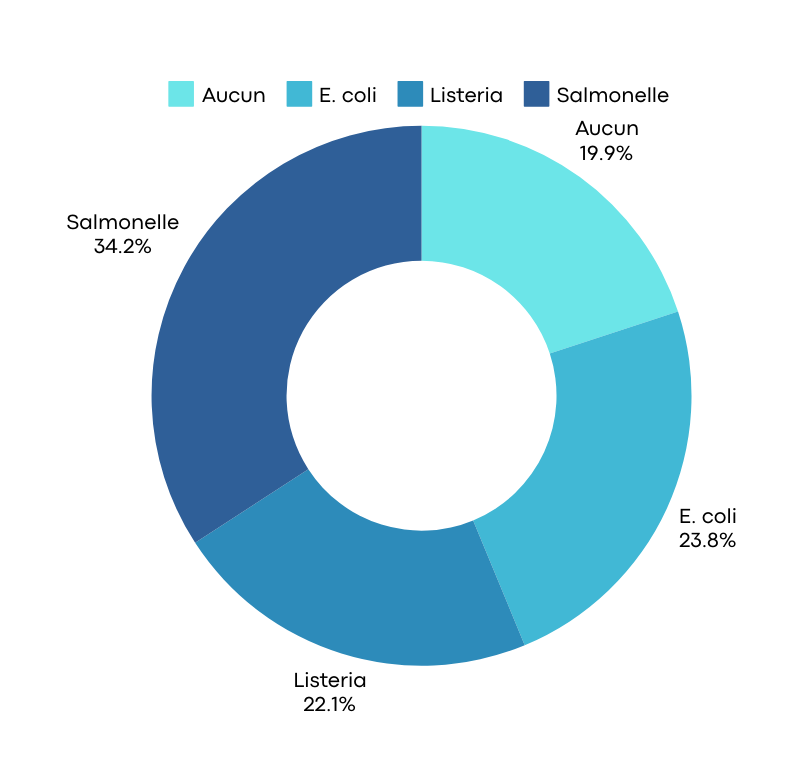 Aucun E. coli Listeria Salmonelle
Aucun
19.9%
Salmonelle
34.2%
E. coli
23.8%
Listeria
22.1%